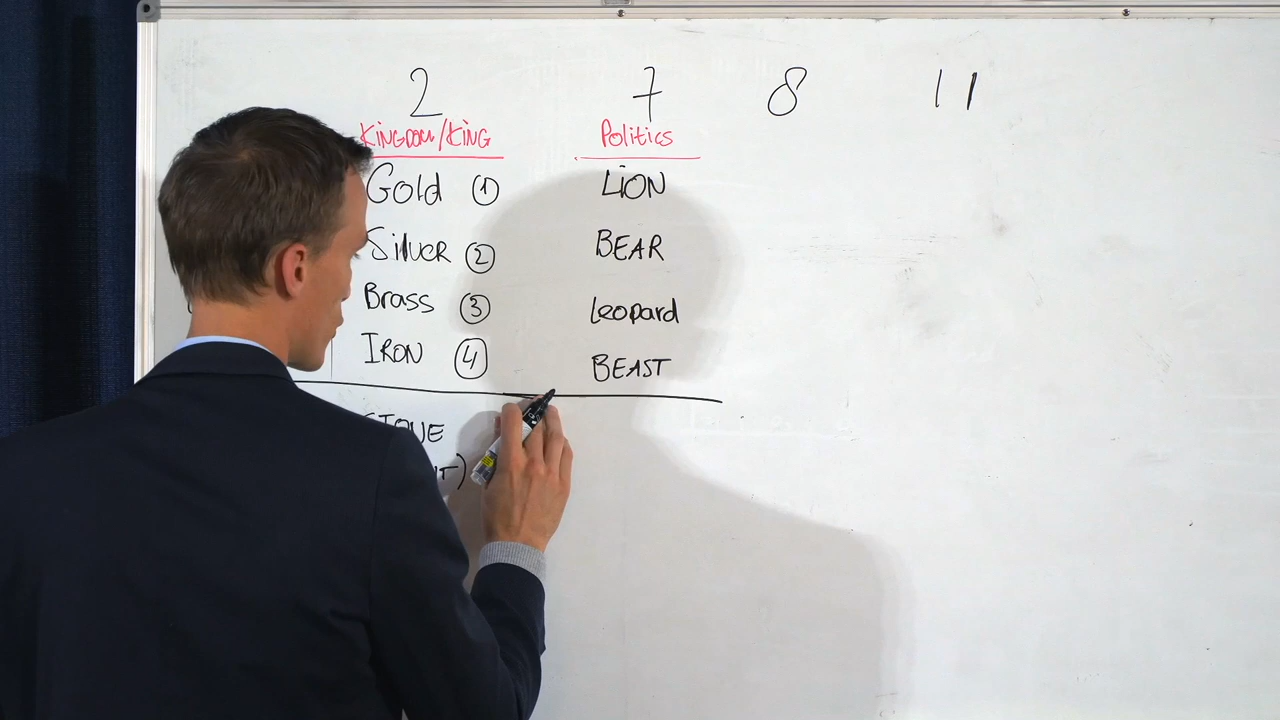 2 7 8 11
Kingdom/King Politics
Gold ① Lion
Silver ② BEAR
Brass ③ Leopard
Iron ④ BEAST
STONE